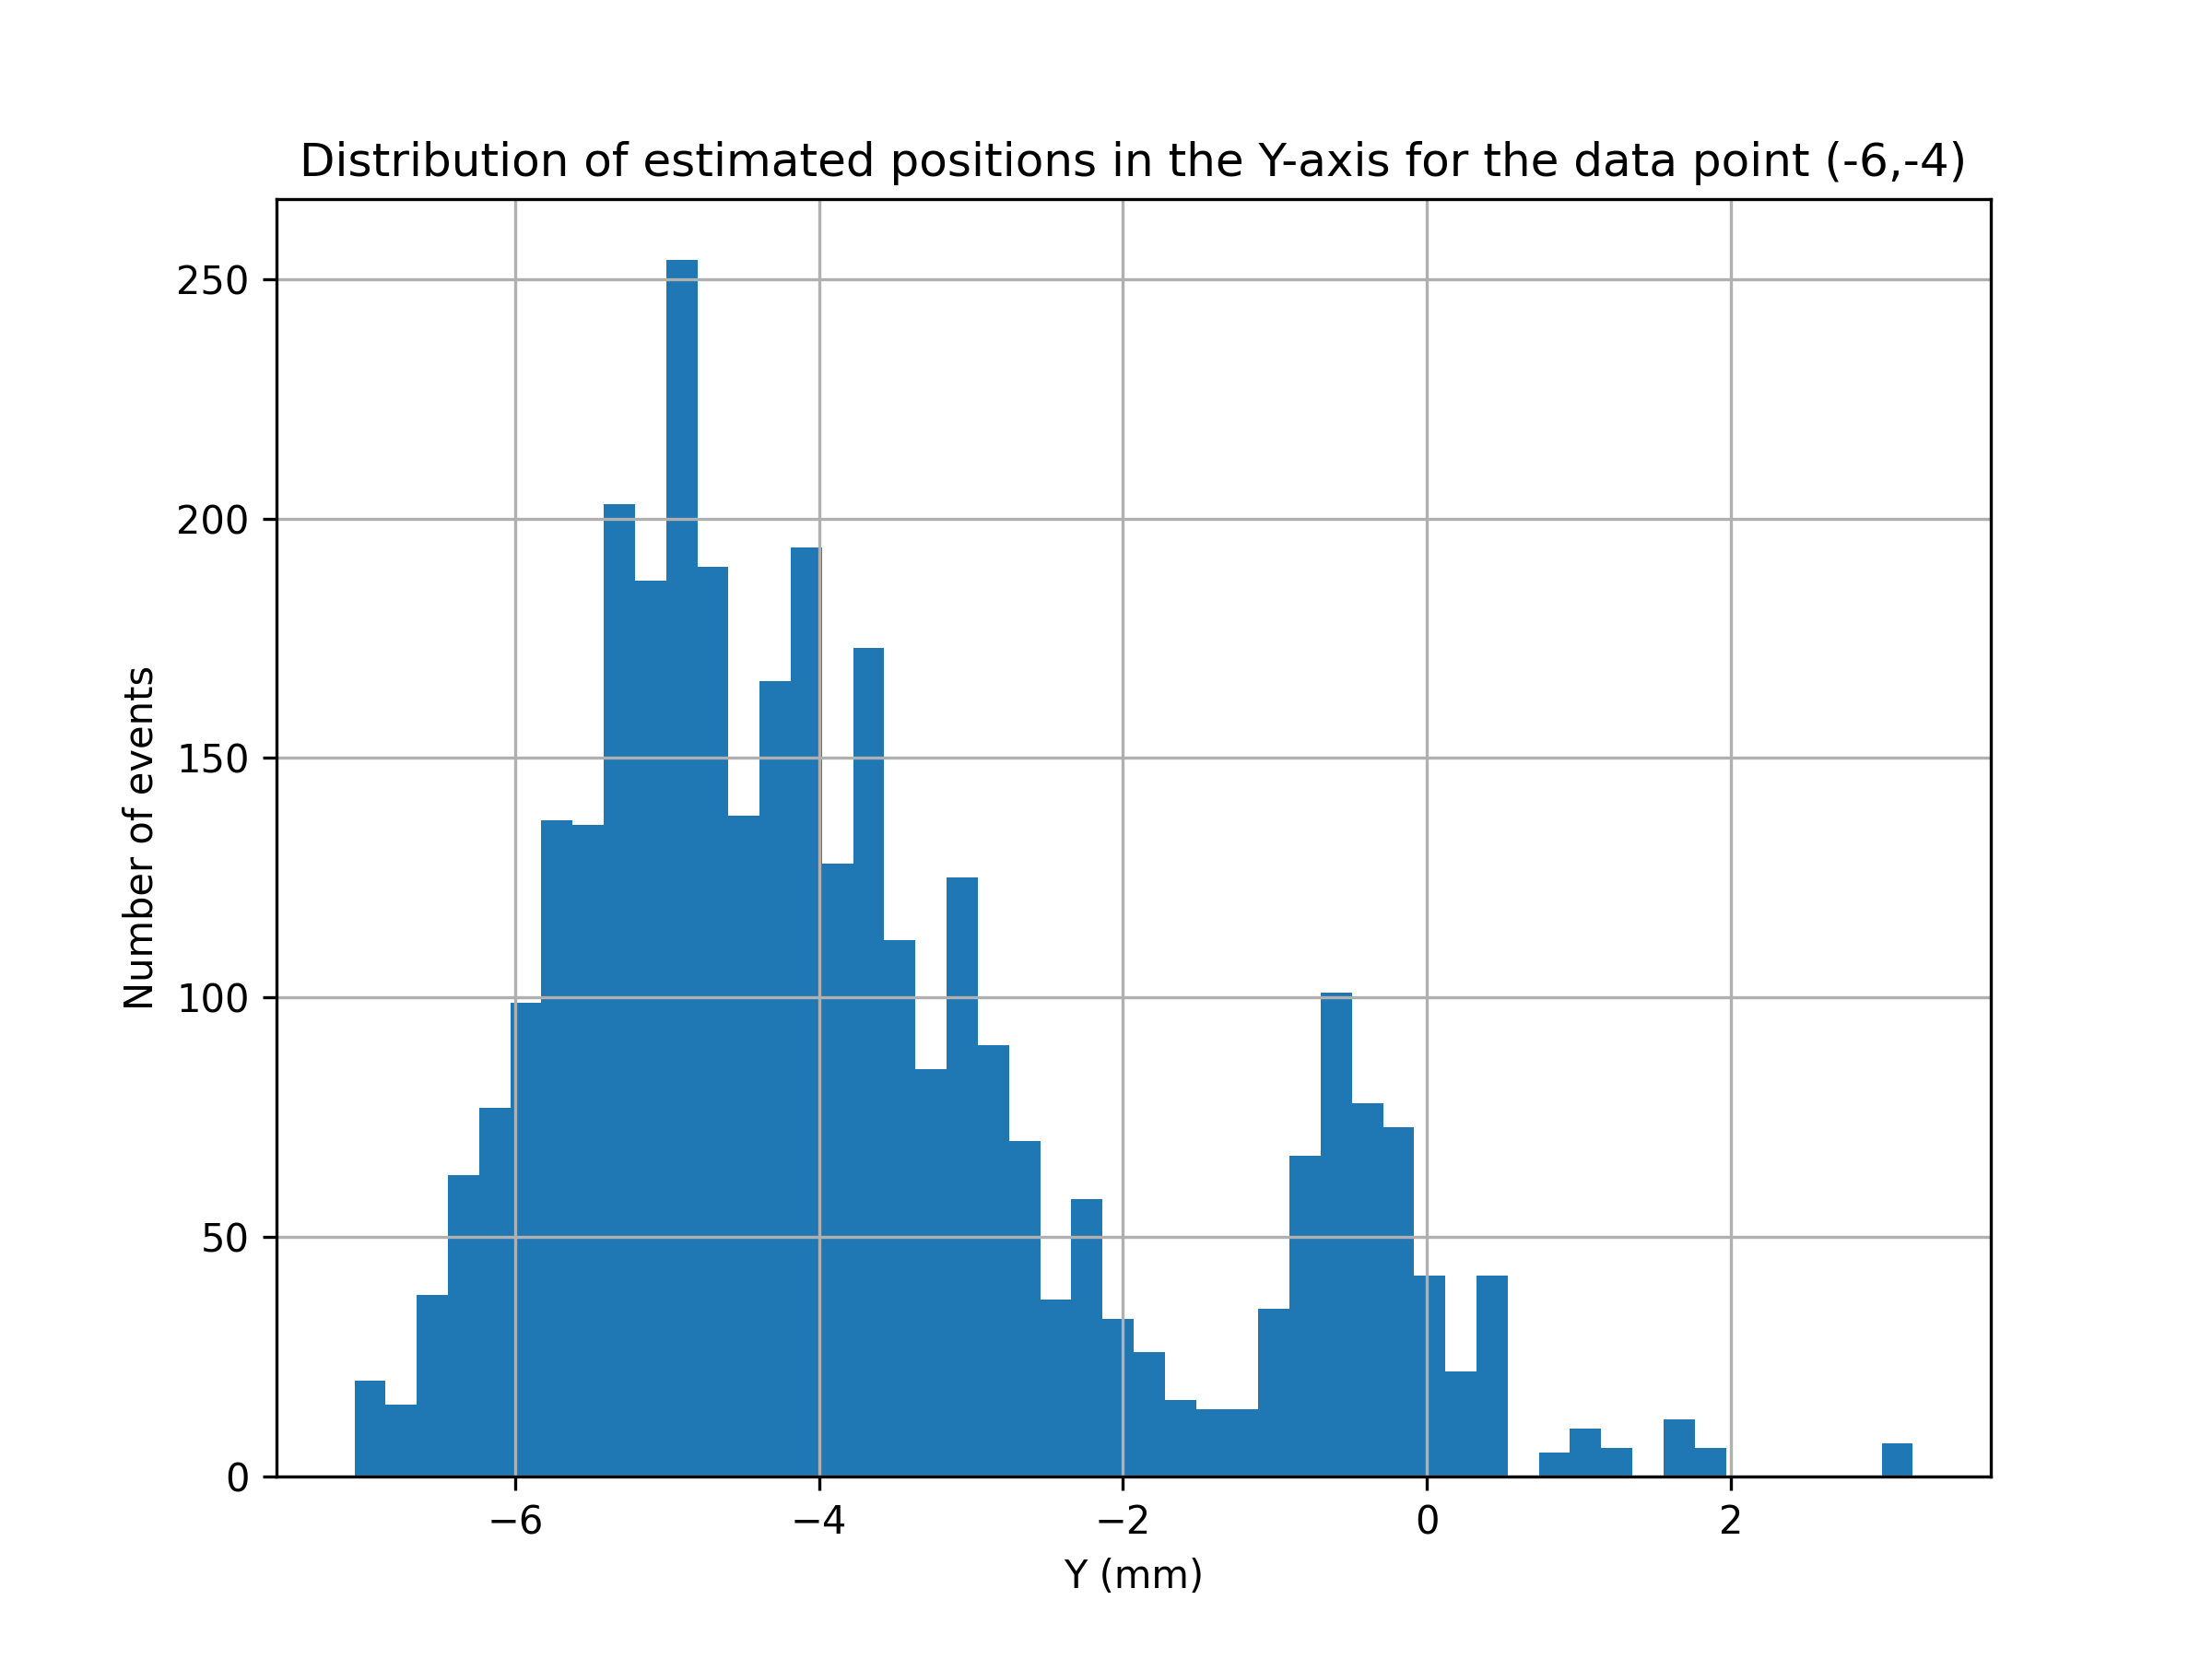 Distribution of estimated positions in the Y-axis for the data point (-6,-4)
250
200
150
100
50
0
Number of events
−6 −4 −2 0 2
Y (mm)